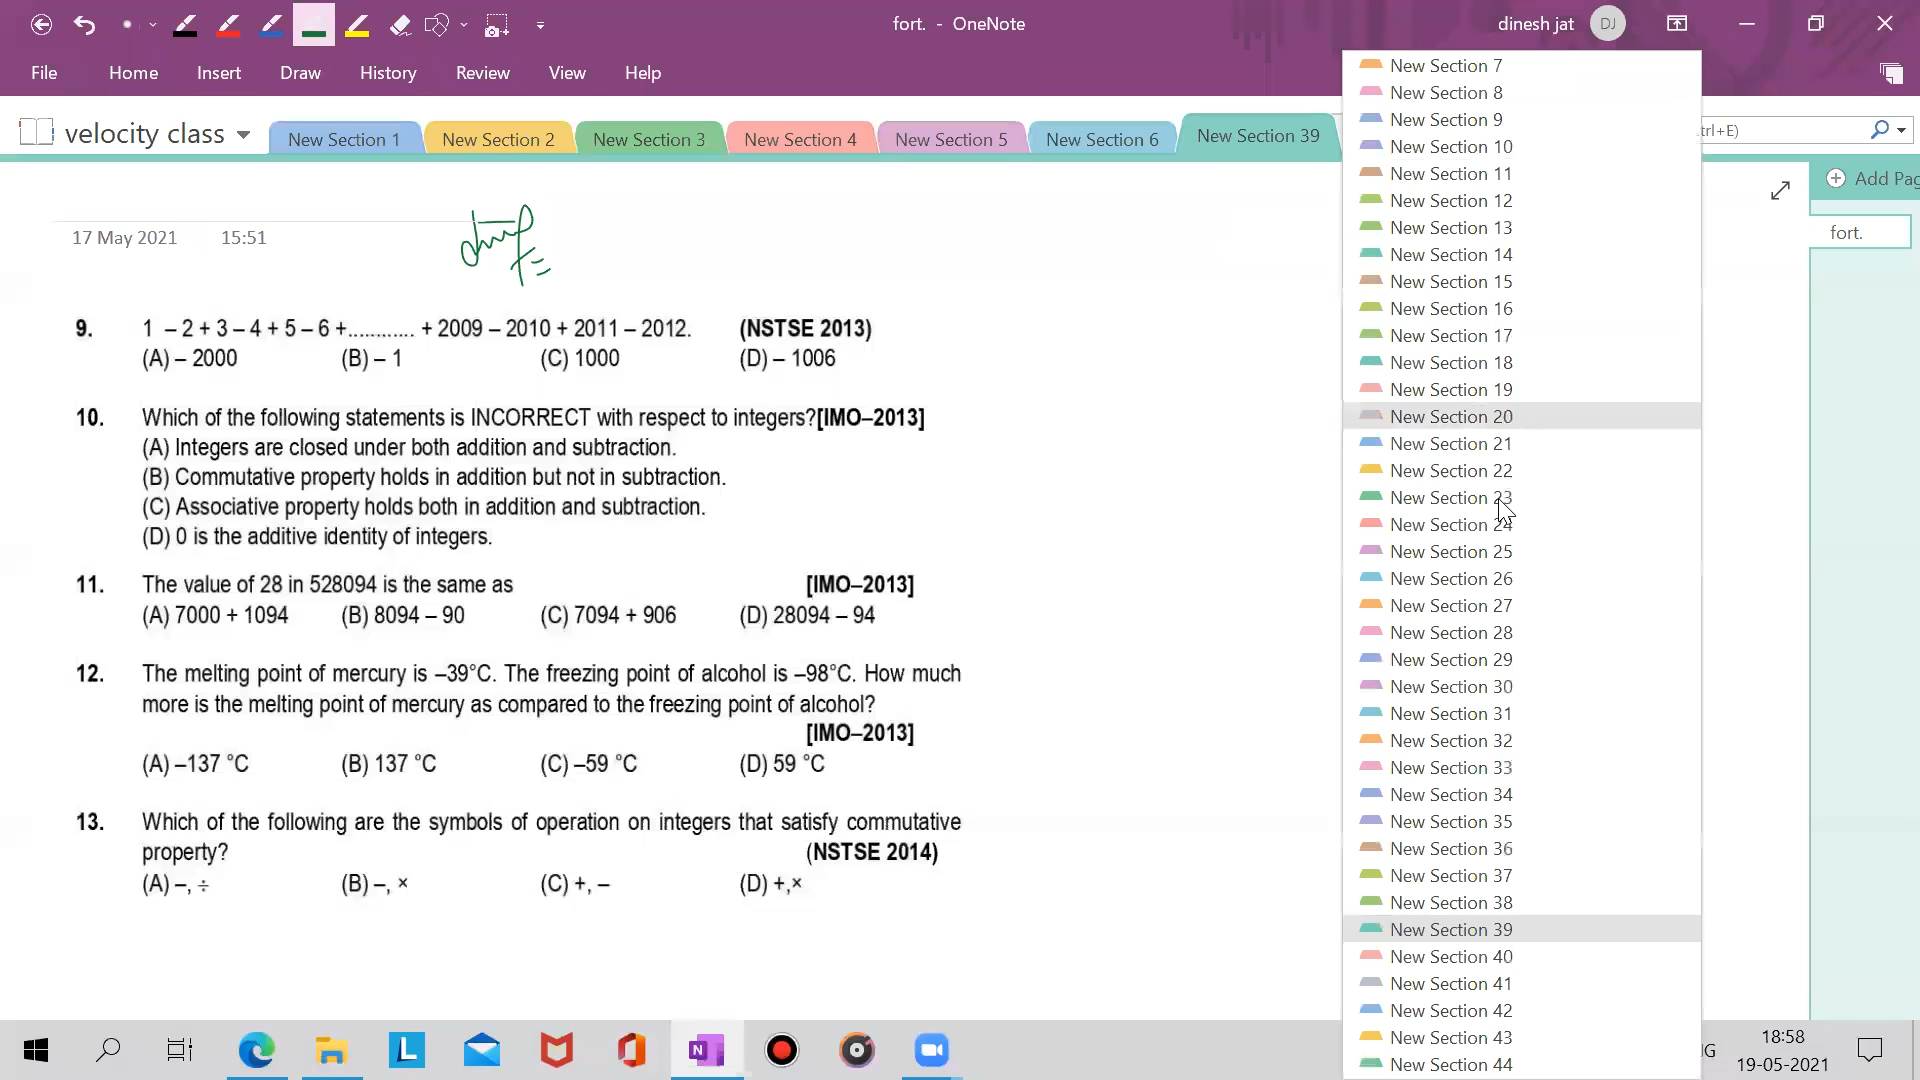 fort. - OneNote
dinesh jat
DJ
File Home Insert Draw History Review View Help
velocity class
New Section 1
New Section 2
New Section 3
New Section 4
New Section 5
New Section 6
New Section 39
trl+E)
Add Pag
fort.
17 May 2021 15:51
9. 1 – 2 + 3 – 4 + 5 – 6 +............ + 2009 – 2010 + 2011 – 2012. (NSTSE 2013)
(A) – 2000 (B) – 1 (C) 1000 (D) – 1006
10. Which of the following statements is INCORRECT with respect to integers?[IMO–2013]
(A) Integers are closed under both addition and subtraction.
(B) Commutative property holds in addition but not in subtraction.
(C) Associative property holds both in addition and subtraction.
(D) 0 is the additive identity of integers.
11. The value of 28 in 528094 is the same as [IMO–2013]
(A) 7000 + 1094 (B) 8094 – 90 (C) 7094 + 906 (D) 28094 – 94
12. The melting point of mercury is –39°C. The freezing point of alcohol is –98°C. How much
more is the melting point of mercury as compared to the freezing point of alcohol?
[IMO–2013]
(A) –137 °C (B) 137 °C (C) –59 °C (D) 59 °C
13. Which of the following are the symbols of operation on integers that satisfy commutative
property? (NSTSE 2014)
(A) –, ÷ (B) –, × (C) +, – (D) +,×
New Section 7
New Section 8
New Section 9
New Section 10
New Section 11
New Section 12
New Section 13
New Section 14
New Section 15
New Section 16
New Section 17
New Section 18
New Section 19
New Section 20
New Section 21
New Section 22
New Section 23
New Section 24
New Section 25
New Section 26
New Section 27
New Section 28
New Section 29
New Section 30
New Section 31
New Section 32
New Section 33
New Section 34
New Section 35
New Section 36
New Section 37
New Section 38
New Section 39
New Section 40
New Section 41
New Section 42
New Section 43
New Section 44
L
N
G
18:58
19-05-2021